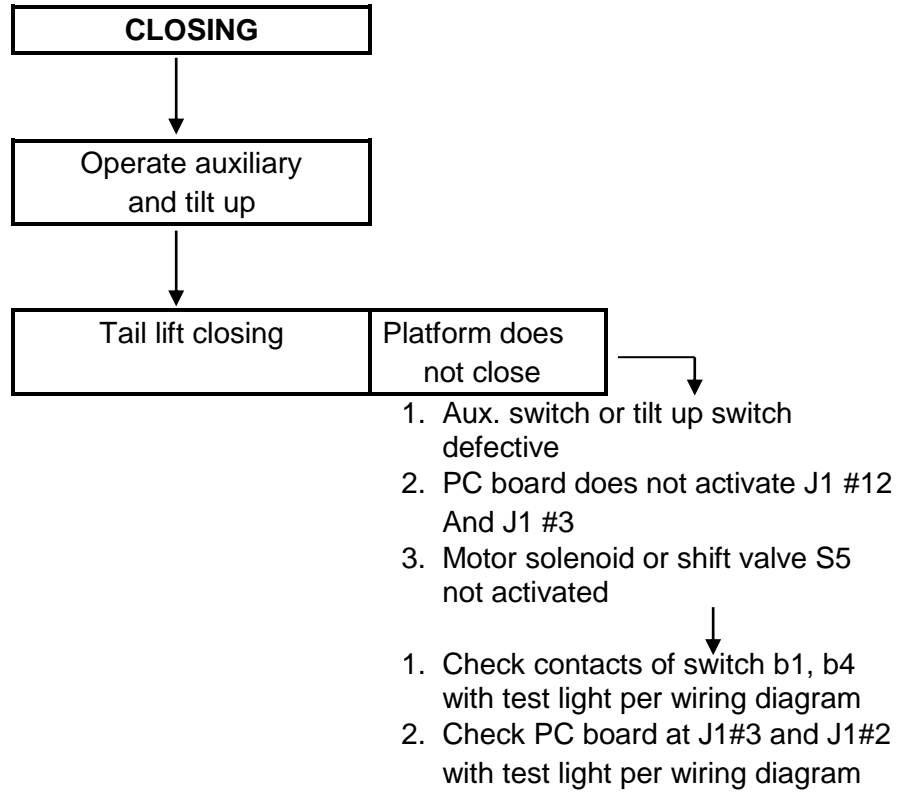 CLOSING
Operate auxiliary
and tilt up
Tail lift closing
Platform does
not close
1. Aux. switch or tilt up switch
defective
2. PC board does not activate J1 #12
And J1 #3
3. Motor solenoid or shift valve S5
not activated
1. Check contacts of switch b1, b4
with test light per wiring diagram
2. Check PC board at J1#3 and J1#2
with test light per wiring diagram